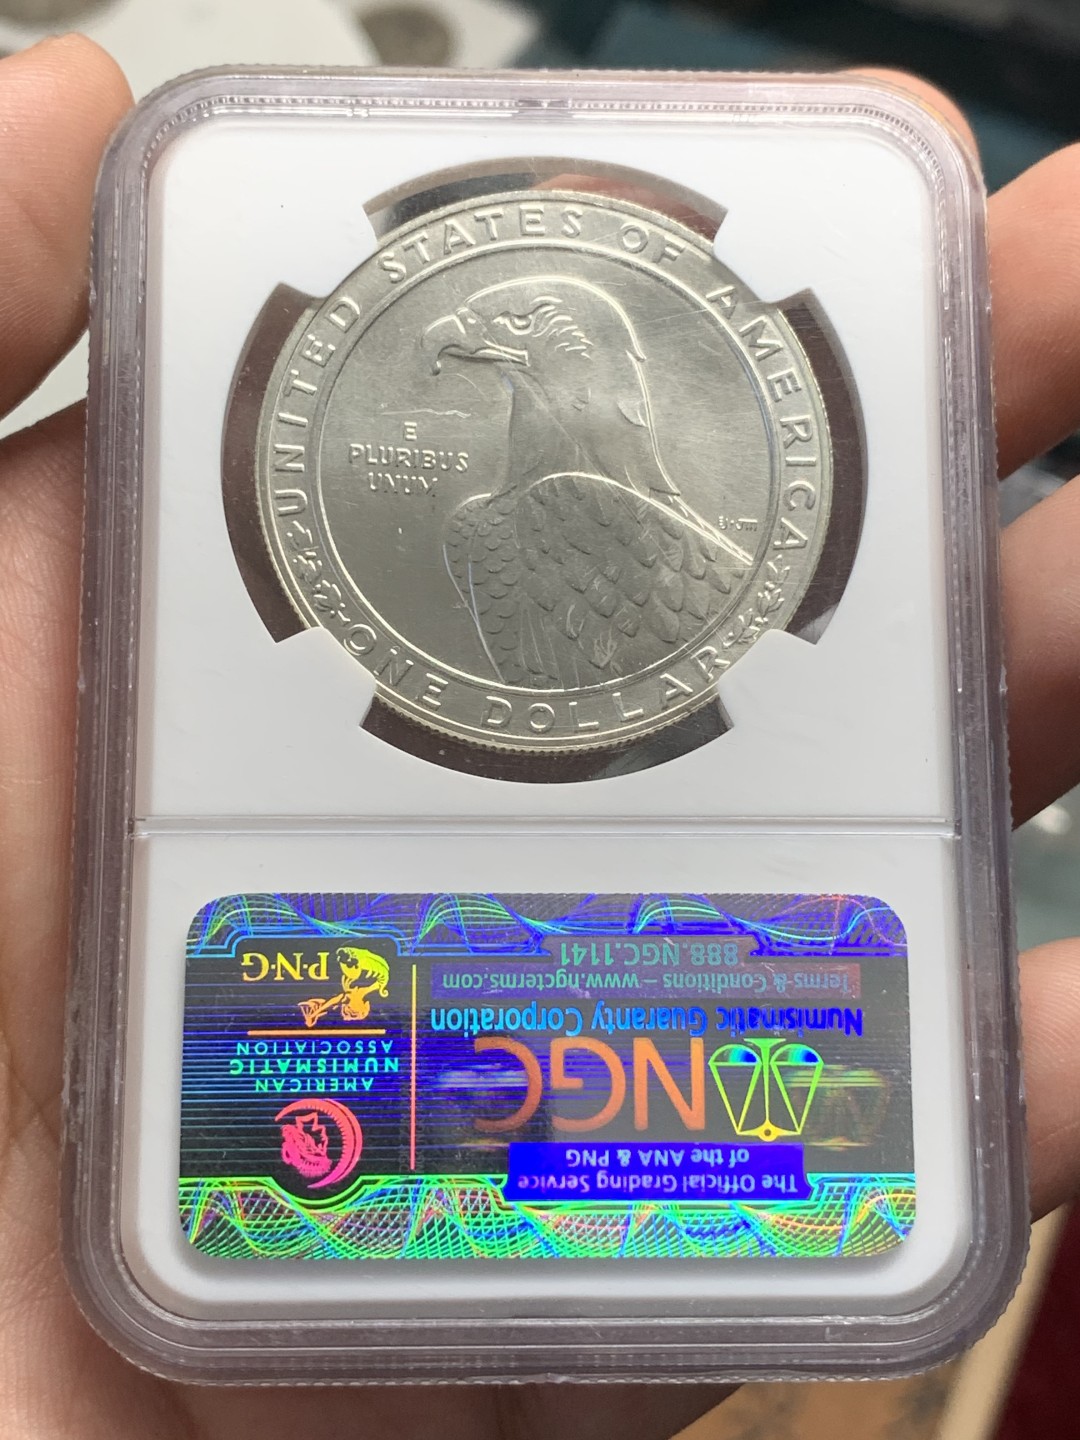 UNITED STATES OF AMERICA
E
PLURIBUS
UNUM
ONE DOLLAR
The Official Grading Service
of the ANA & PNG
NGC
Numismatic Guaranty Corporation
Terms & Conditions – www.ngcterms.com
888.NGC.1141
AMERICAN
NUMISMATIC
ASSOCIATION
P·N·G